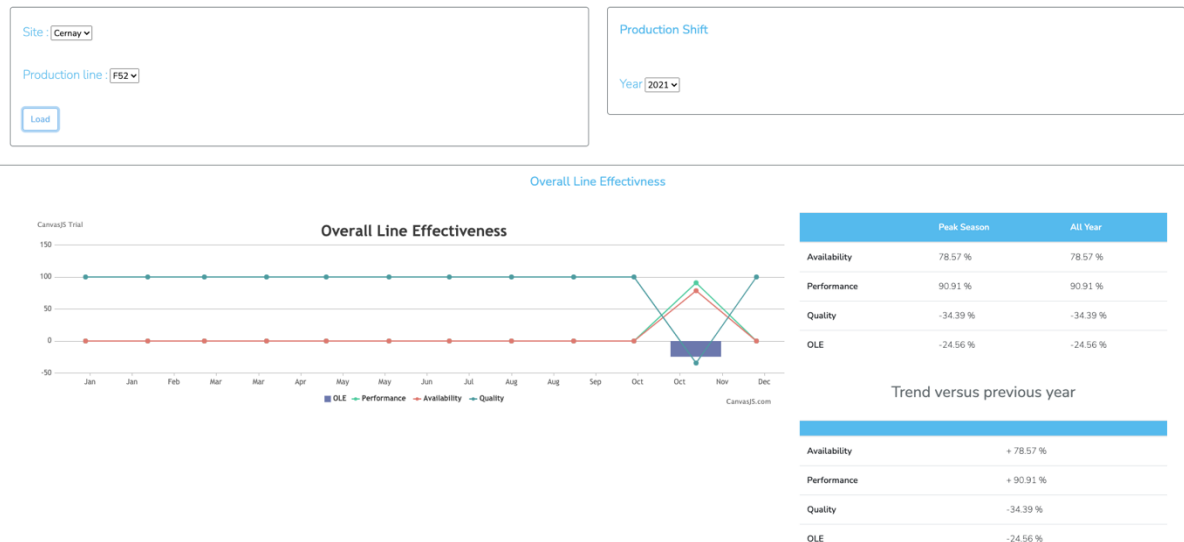 Site : Cernay
Production line : F52
Load
Production Shift
Year 2021
Overall Line Effectivness
CanvasJS Trial
Overall Line Effectiveness
150
100
50
0
-50
Jan Jan Feb Mar Mar Apr May May Jun Jul Aug Aug Sep Oct Oct Nov Dec
OLE Performance Availability Quality
CanvasJS.com
Peak Season All Year
Availability 78.57 % 78.57 %
Performance 90.91 % 90.91 %
Quality -34.39 % -34.39 %
OLE -24.56 % -24.56 %
Trend versus previous year
Availability + 78.57 %
Performance + 90.91 %
Quality -34.39 %
OLE -24.56 %